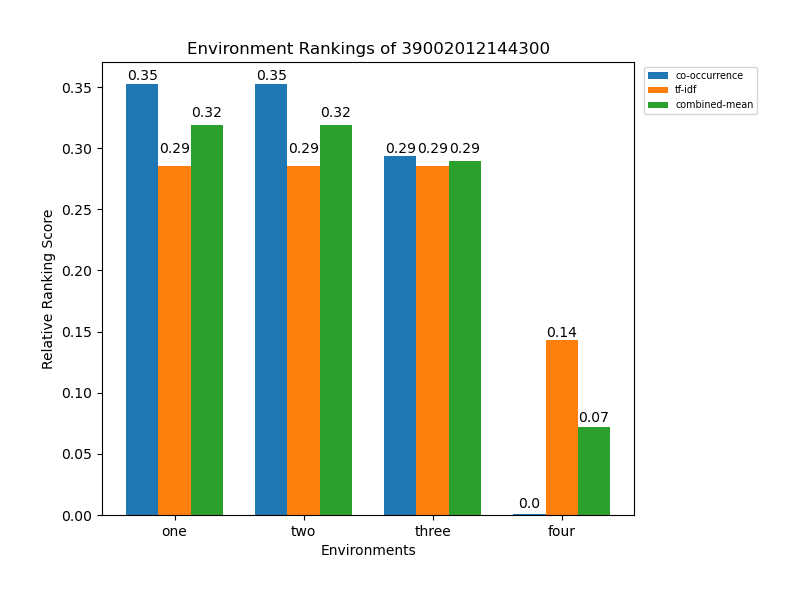 Environment Rankings of 39002012144300
co-occurrence
tf-idf
combined-mean
0.35 0.29 0.32 0.35 0.29 0.32 0.29 0.29 0.29 0.0 0.14 0.07
Relative Ranking Score
0.35
0.30
0.25
0.20
0.15
0.10
0.05
0.00
one two three four
Environments